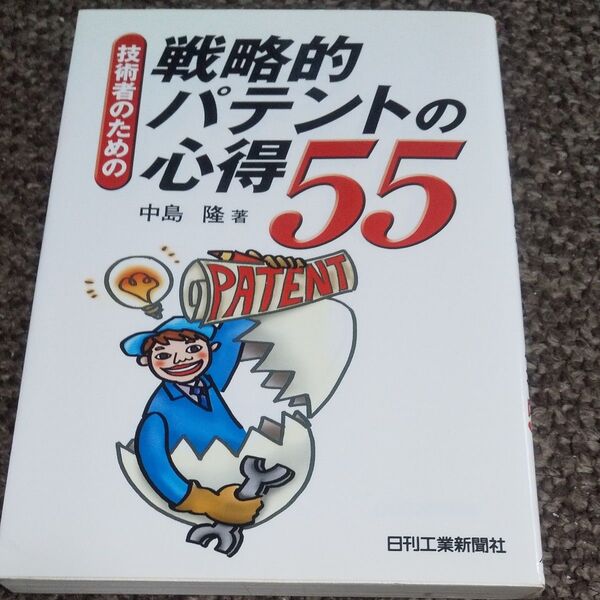 技術者のための
戦略的
パテントの
心得55
中島 隆 著
PATENT
日刊工業新聞社